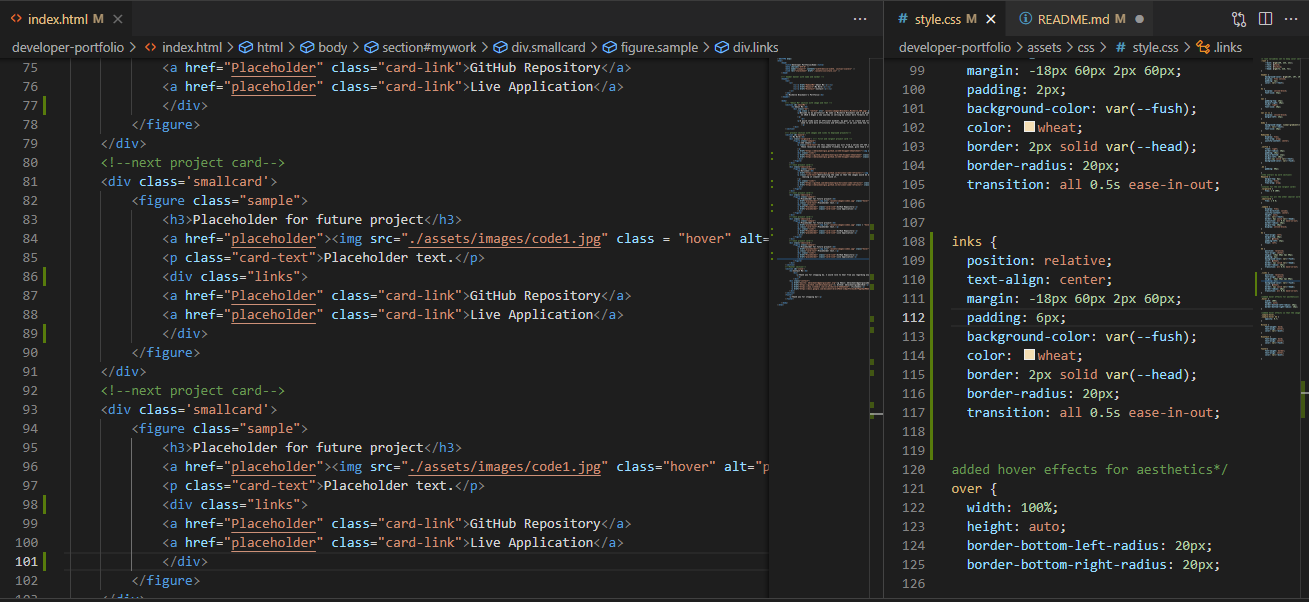 index.html M
developer-portfolio > index.html > html > body > section#mywork > div.smallcard > figure.sample > div.links
75 <a href="Placeholder" class="card-link">GitHub Repository</a>
76 <a href="placeholder" class="card-link">Live Application</a>
77 </div>
78 </figure>
79 </div>
80 <!--next project card-->
81 <div class='smallcard'>
82 <figure class="sample">
83 <h3>Placeholder for future project</h3>
84 <a href="placeholder"><img src="./assets/images/code1.jpg" class = "hover" alt=
85 <p class="card-text">Placeholder text.</p>
86 <div class="links">
87 <a href="Placeholder" class="card-link">GitHub Repository</a>
88 <a href="placeholder" class="card-link">Live Application</a>
89 </div>
90 </figure>
91 </div>
92 <!--next project card-->
93 <div class='smallcard'>
94 <figure class="sample">
95 <h3>Placeholder for future project</h3>
96 <a href="placeholder"><img src="./assets/images/code1.jpg" class="hover" alt="p
97 <p class="card-text">Placeholder text.</p>
98 <div class="links">
99 <a href="Placeholder" class="card-link">GitHub Repository</a>
100 <a href="placeholder" class="card-link">Live Application</a>
101 </div>
102 </figure>
103 </div>
# style.css M
README.md M
developer-portfolio > assets > css > # style.css > .links
99 margin: -18px 60px 2px 60px;
100 padding: 2px;
101 background-color: var(--fush);
102 color: wheat;
103 border: 2px solid var(--head);
104 border-radius: 20px;
105 transition: all 0.5s ease-in-out;
106
107
108 inks {
109 position: relative;
110 text-align: center;
111 margin: -18px 60px 2px 60px;
112 padding: 6px;
113 background-color: var(--fush);
114 color: wheat;
115 border: 2px solid var(--head);
116 border-radius: 20px;
117 transition: all 0.5s ease-in-out;
118
119
120 added hover effects for aesthetics*/
121 over {
122 width: 100%;
123 height: auto;
124 border-bottom-left-radius: 20px;
125 border-bottom-right-radius: 20px;
126